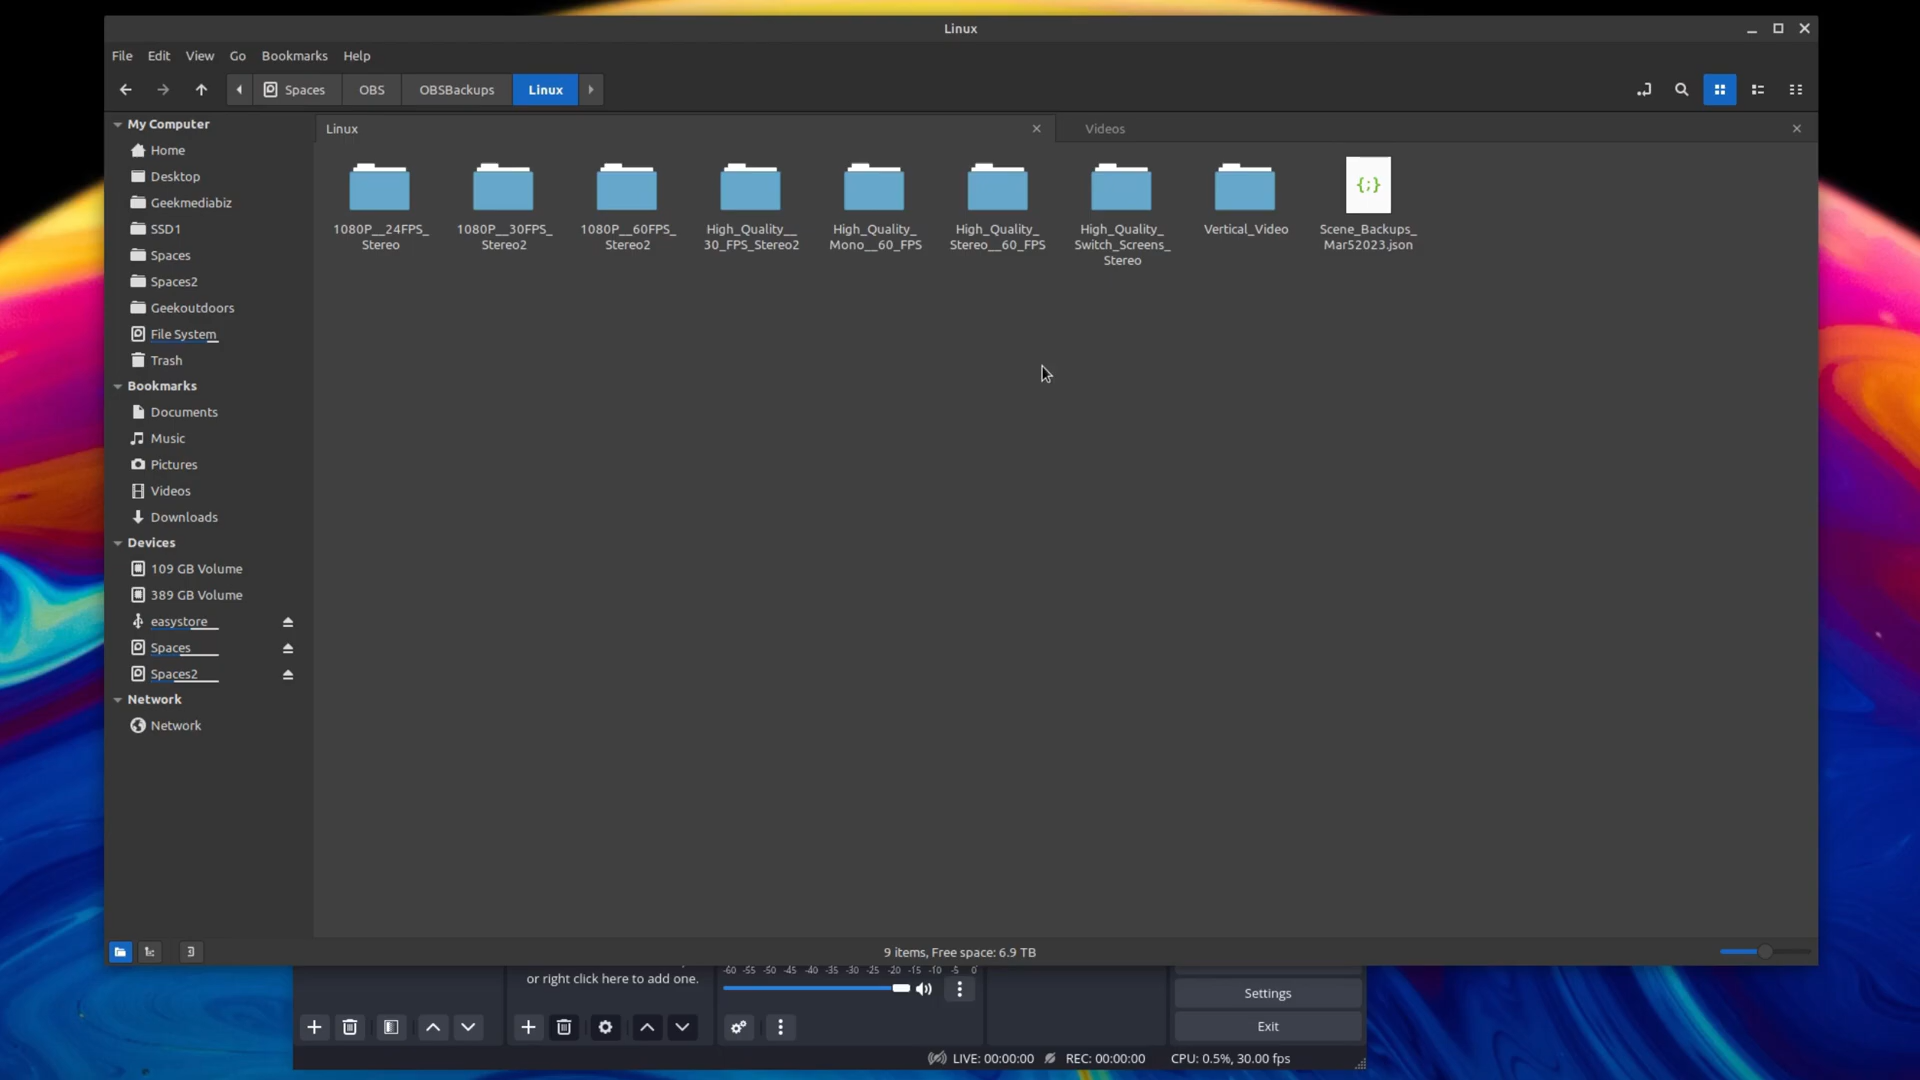 Linux
File Edit View Go Bookmarks Help
Spaces OBS OBSBackups Linux
My Computer
Home
Desktop
Geekmediabiz
SSD1
Spaces
Spaces2
Geekoutdoors
File System
Trash
Bookmarks
Documents
Music
Pictures
Videos
Downloads
Devices
109 GB Volume
389 GB Volume
easystore
Spaces
Spaces2
Network
Network
Linux
Videos
1080P__24FPS_
Stereo
1080P__30FPS_
Stereo2
1080P__60FPS_
Stereo2
High_Quality__
30_FPS_Stereo2
High_Quality_
Mono__60_FPS
High_Quality_
Stereo__60_FPS
High_Quality_
Switch_Screens_
Stereo
Vertical_Video
{;}
Scene_Backups_
Mar52023.json
9 items, Free space: 6.9 TB
or right click here to add one.
-60 -55 -50 -45 -40 -35 -30 -25 -20 -15 -10 -5 0
Settings
Exit
LIVE: 00:00:00 REC: 00:00:00 CPU: 0.5%, 30.00 fps